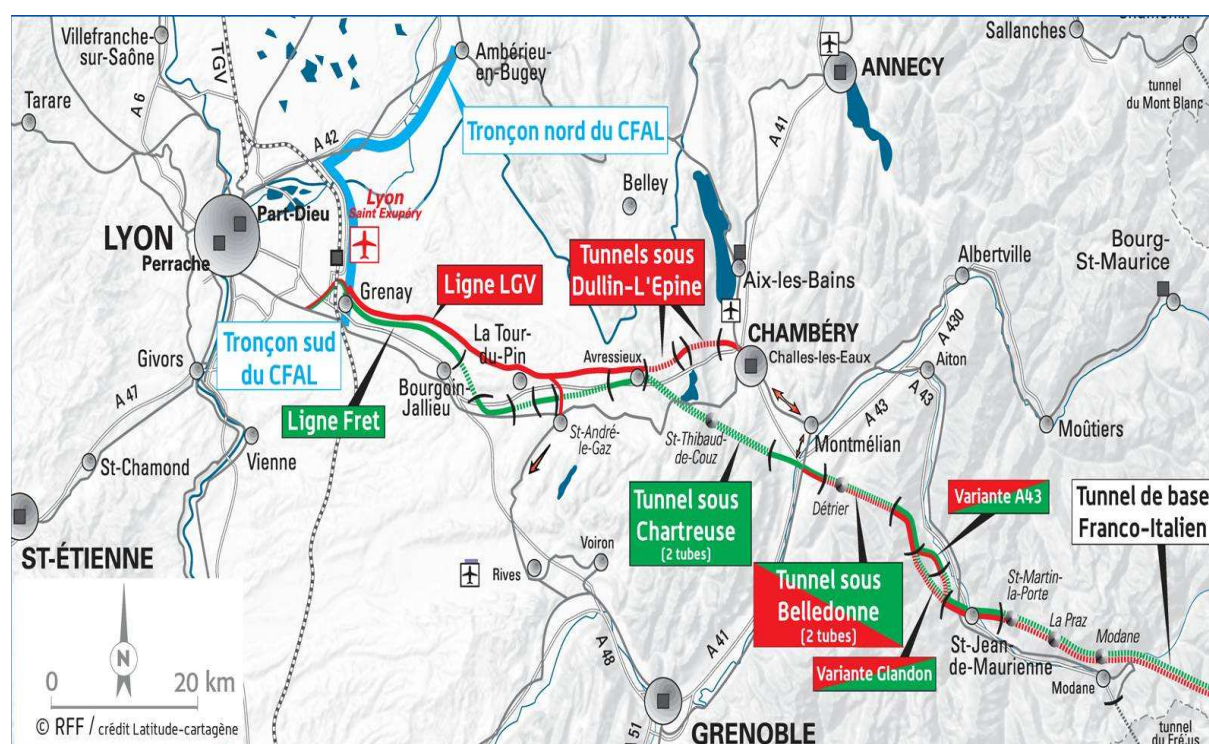 Villefranche-
sur-Saône
TGV
A 6
Tarare
A 42
Ambérieu-
en-Bugey
Tronçon nord du CFAL
ANNECY
A 41
Sallanches
tunnel
du Mont Blanc
Belley
Part-Dieu
LYON
Perrache
Lyon
Saint Exupéry
Grenay
Ligne LGV
Tunnels sous
Dullin-L'Epine
Aix-les-Bains
Albertville
Bourg-
St-Maurice
Tronçon sud
du CFAL
Givors
A 47
Ligne Fret
La Tour-
du-Pin
Avressieux
CHAMBÉRY
Challes-les-Eaux
A 430
Aiton
A 43
A 43
Bourgoin-
Jallieu
St-André-
le-Gaz
St-Thibaud-
de-Couz
Montmélian
Moûtiers
St-Chamond
Vienne
ST-ÉTIENNE
Tunnel sous
Chartreuse
(2 tubes)
Détrier
Variante A43
Tunnel de base
Franco-Italien
Voiron
Rives
Tunnel sous
Belledonne
(2 tubes)
St-Martin-
la-Porte
La Praz
Modane
St-Jean
de-Maurienne
Variante Glandon
Modane
A 48
A 41
A 51
GRENOBLE
tunnel
du Fréjus
N
0 20 km
© RFF / crédit Latitude-cartagène